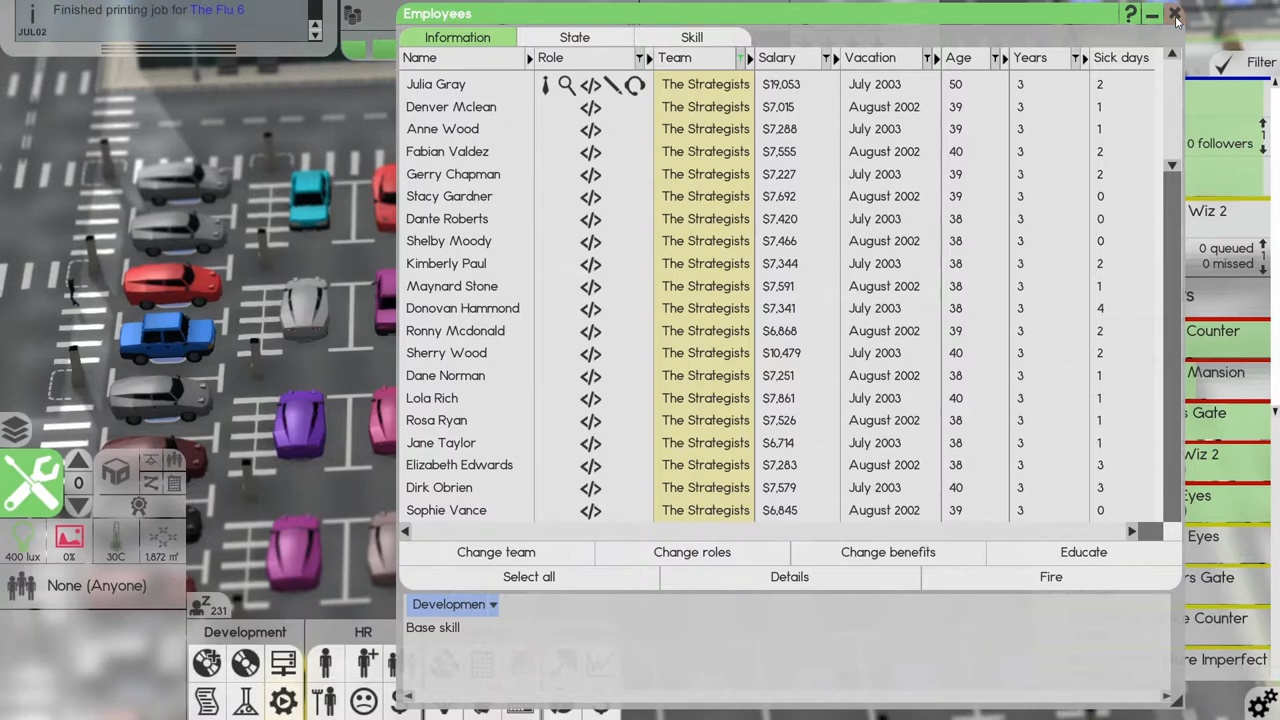 Finished printing job for The Flu 6
JUL02
Employees
Information State Skill
Name Role Team Salary Vacation Age Years Sick days
Julia Gray The Strategists $19,053 July 2003 50 3 2
Denver Mclean The Strategists $7,015 August 2002 39 3 1
Anne Wood The Strategists $7,288 July 2003 39 3 1
Fabian Valdez The Strategists $7,555 August 2002 40 3 2
Gerry Chapman The Strategists $7,227 July 2003 39 3 2
Stacy Gardner The Strategists $7,692 August 2002 39 3 0
Dante Roberts The Strategists $7,420 July 2003 38 3 0
Shelby Moody The Strategists $7,466 August 2002 38 3 0
Kimberly Paul The Strategists $7,344 July 2003 38 3 2
Maynard Stone The Strategists $7,591 August 2002 38 3 1
Donovan Hammond The Strategists $7,341 July 2003 38 3 4
Ronny Mcdonald The Strategists $6,868 August 2002 39 3 2
Sherry Wood The Strategists $10,479 July 2003 40 3 2
Dane Norman The Strategists $7,251 August 2002 38 3 1
Lola Rich The Strategists $7,861 July 2003 40 3 1
Rosa Ryan The Strategists $7,526 August 2002 38 3 1
Jane Taylor The Strategists $6,714 July 2003 38 3 1
Elizabeth Edwards The Strategists $7,283 August 2002 38 3 3
Dirk Obrien The Strategists $7,579 July 2003 40 3 3
Sophie Vance The Strategists $6,845 August 2002 39 3 0
Change team Change roles Change benefits Educate
Select all Details Fire
Developmen
Base skill
Filter
1
0 followers
Wiz 2
0 queued
0 missed
1
Counter
Mansion
s Gate
Wiz 2
Eyes
Eyes
rs Gate
e Counter
ure Imperfect
0
400 lux 0% 30C 1,872 m²
None (Anyone)
231
Development HR